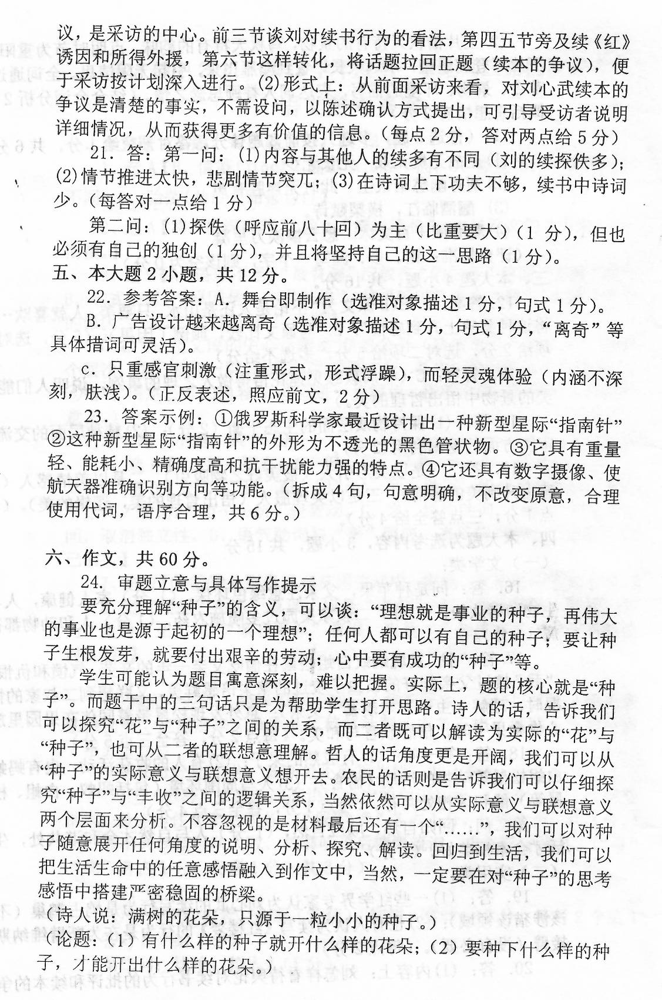 议，是采访的中心。前三节谈刘对续书行为的看法，第四五节旁及续《红》
诱因和所得外援，第六节这样转化，将话题拉回正题（续本的争议），便
于采访按计划深入进行。(2)形式上：从前面采访来看，对刘心武续本的
争议是清楚的事实，不需设问，以陈述确认方式提出，可引导受访者说明
详细情况，从而获得更多有价值的信息。（每点2分，答对两点给5分）
21．答：第一问：(1)内容与其他人的续多有不同（刘的续探佚多）；
(2)情节推进太快，悲剧情节突兀；(3)在诗词上下功夫不够，续书中诗词
少。（每答对一点给1分）
第二问：(1)探佚（呼应前八十回）为主（比重要大）（1 分），但也
必须有自己的独创（1分），并且将坚持自己的这一思路（1分）。
五、本大题2小题，共12分。
22．参考答案：A．舞台即制作（选准对象描述1分，句式1分）。
B．广告设计越来越离奇（选准对象描述1分，句式1分，“离奇”等
具体措词可灵活）。
c．只重感官刺激（注重形式，形式浮躁），而轻灵魂体验（内涵不深
刻，肤浅）。（正反表述，照应前文，2分）
23．答案示例：①俄罗斯科学家最近设计出一种新型星际“指南针”
②这种新型星际“指南针”的外形为不透光的黑色管状物。③它具有重量
轻、能耗小、精确度高和抗干扰能力强的特点。④它还具有数字摄像、使
航天器准确识别方向等功能。（拆成4句，句意明确，不改变原意，合理
使用代词，语序合理，共6分。）
六、作文，共60分。
24．审题立意与具体写作提示
要充分理解“种子”的含义，可以谈：“理想就是事业的种子，再伟大
的事业也是源于起初的一个理想”；任何人都可以有自己的种子；要让种
子生根发芽，就要付出艰辛的劳动；心中要有成功的“种子”等。
学生可能认为题目寓意深刻，难以把握。实际上，题的核心就是“种
子”。而题干中的三句话只是为帮助学生打开思路。诗人的话，告诉我们
可以探究“花”与“种子”之间的关系，而二者既可以解读为实际的“花”与
“种子”，也可从二者的联想意理解。哲人的话角度更是开阔，我们可以从
“种子”的实际意义与联想意义想开去。农民的话则是告诉我们可以仔细探
究“种子”与“丰收”之间的逻辑关系，当然依然可以从实际意义与联想意义
两个层面来分析。不容忽视的是材料最后还有一个“……”，我们可以对种
子随意展开任何角度的说明、分析、探究、解读。回归到生活，我们可以
把生活生命中的任意感悟融入到作文中，当然，一定要在对“种子”的思考
感悟中搭建严密稳固的桥梁。
（诗人说：满树的花朵，只源于一粒小小的种子。）
（论题：（1）有什么样的种子就开什么样的花朵；（2）要种下什么样的种
子，才能开出什么样的花朵。）